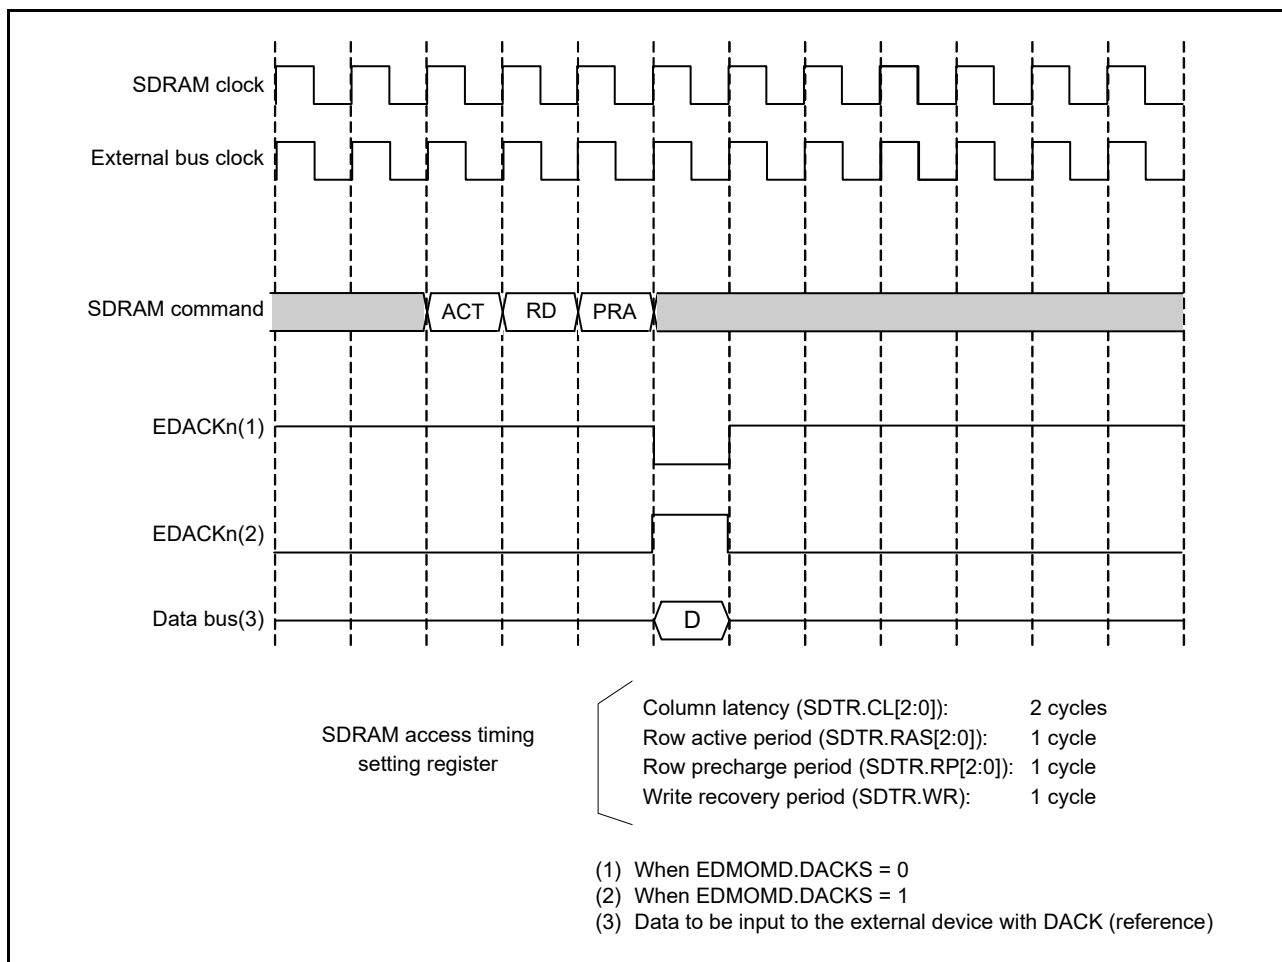 SDRAM clock
External bus clock
SDRAM command
ACT
RD
PRA
EDACKn(1)
EDACKn(2)
Data bus(3)
D
SDRAM access timing
setting register
Column latency (SDTR.CL[2:0]): 2 cycles
Row active period (SDTR.RAS[2:0]): 1 cycle
Row precharge period (SDTR.RP[2:0]): 1 cycle
Write recovery period (SDTR.WR): 1 cycle
(1) When EDMOMD.DACKS = 0
(2) When EDMOMD.DACKS = 1
(3) Data to be input to the external device with DACK (reference)